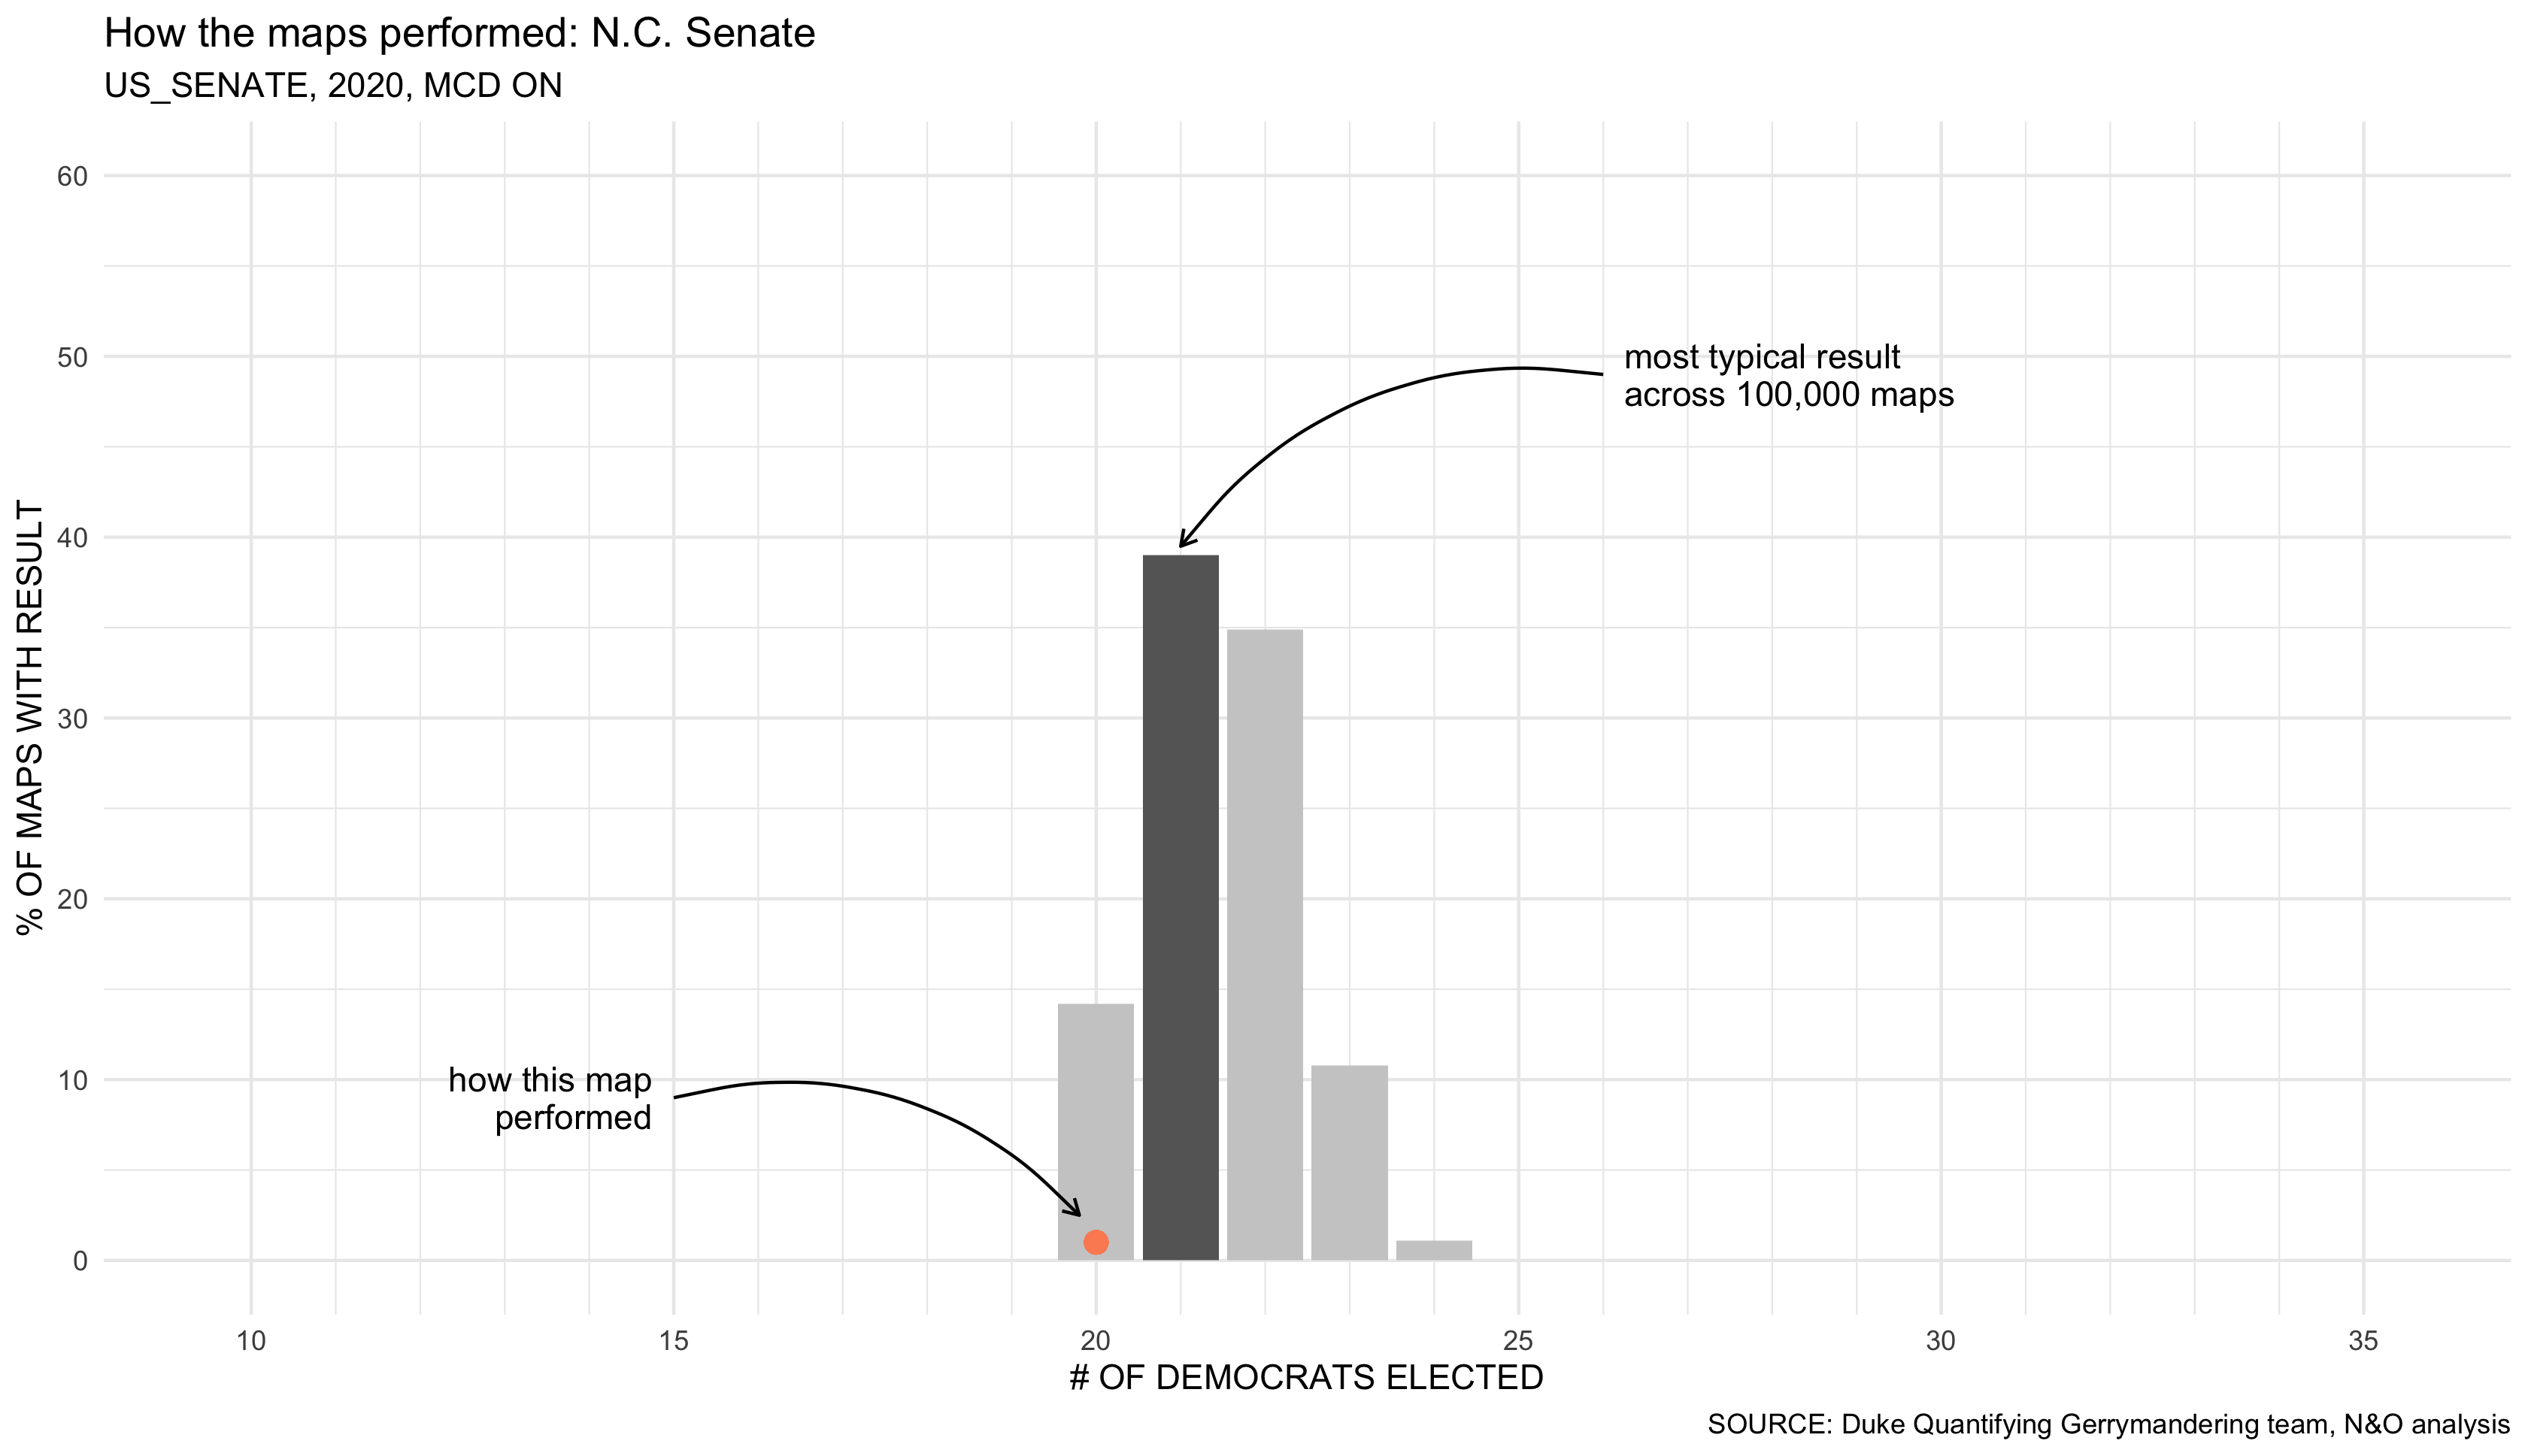 How the maps performed: N.C. Senate
US_SENATE, 2020, MCD ON
% OF MAPS WITH RESULT
60
50
40
30
20
10
0
most typical result
across 100,000 maps
how this map
performed
10 15 20 25 30 35
# OF DEMOCRATS ELECTED
SOURCE: Duke Quantifying Gerrymandering team, N&O analysis